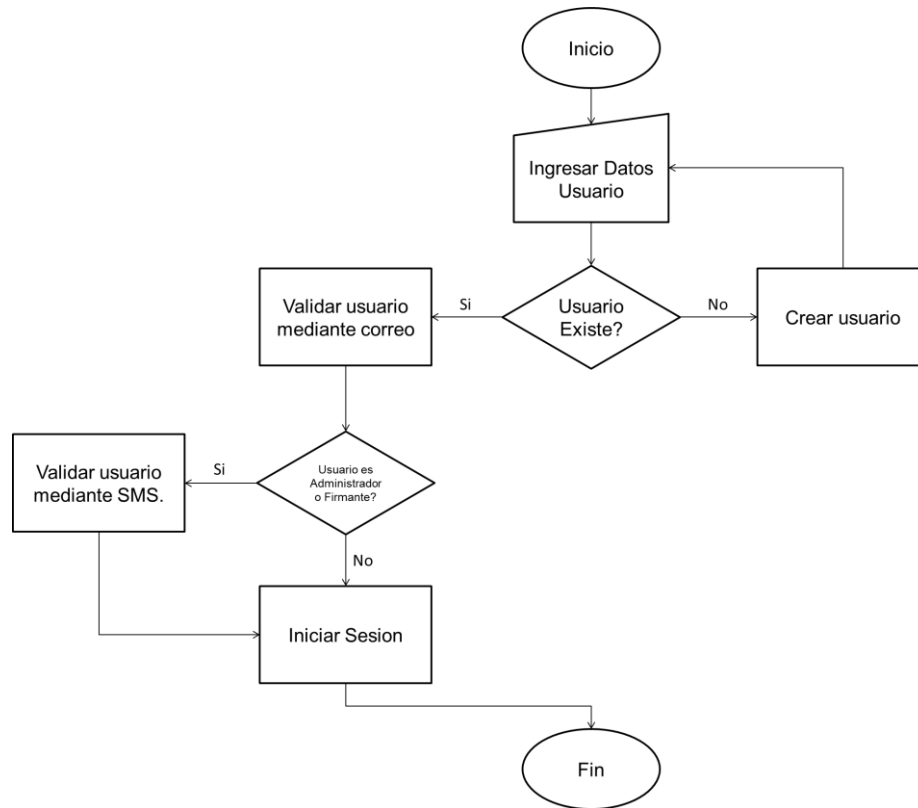 Inicio
Ingresar Datos
Usuario
Usuario
Existe?
Si
No
Validar usuario
mediante correo
Crear usuario
Usuario es
Administrador
o Firmante?
Si
No
Validar usuario
mediante SMS.
Iniciar Sesion
Fin